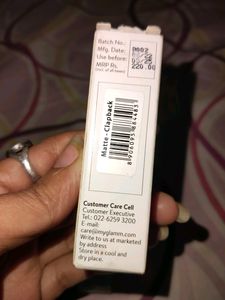 Batch No.:
Mfg. Date:
Use before:
MRP Rs. 220.00
(incl. of all taxes)
Matte - Clapback
Customer Care Cell
Customer Executive
Tel: 022-6259 3200
E-mail:
care@myglamm.com
Write to us at marketed
by address
Store in a cool and
dry place.